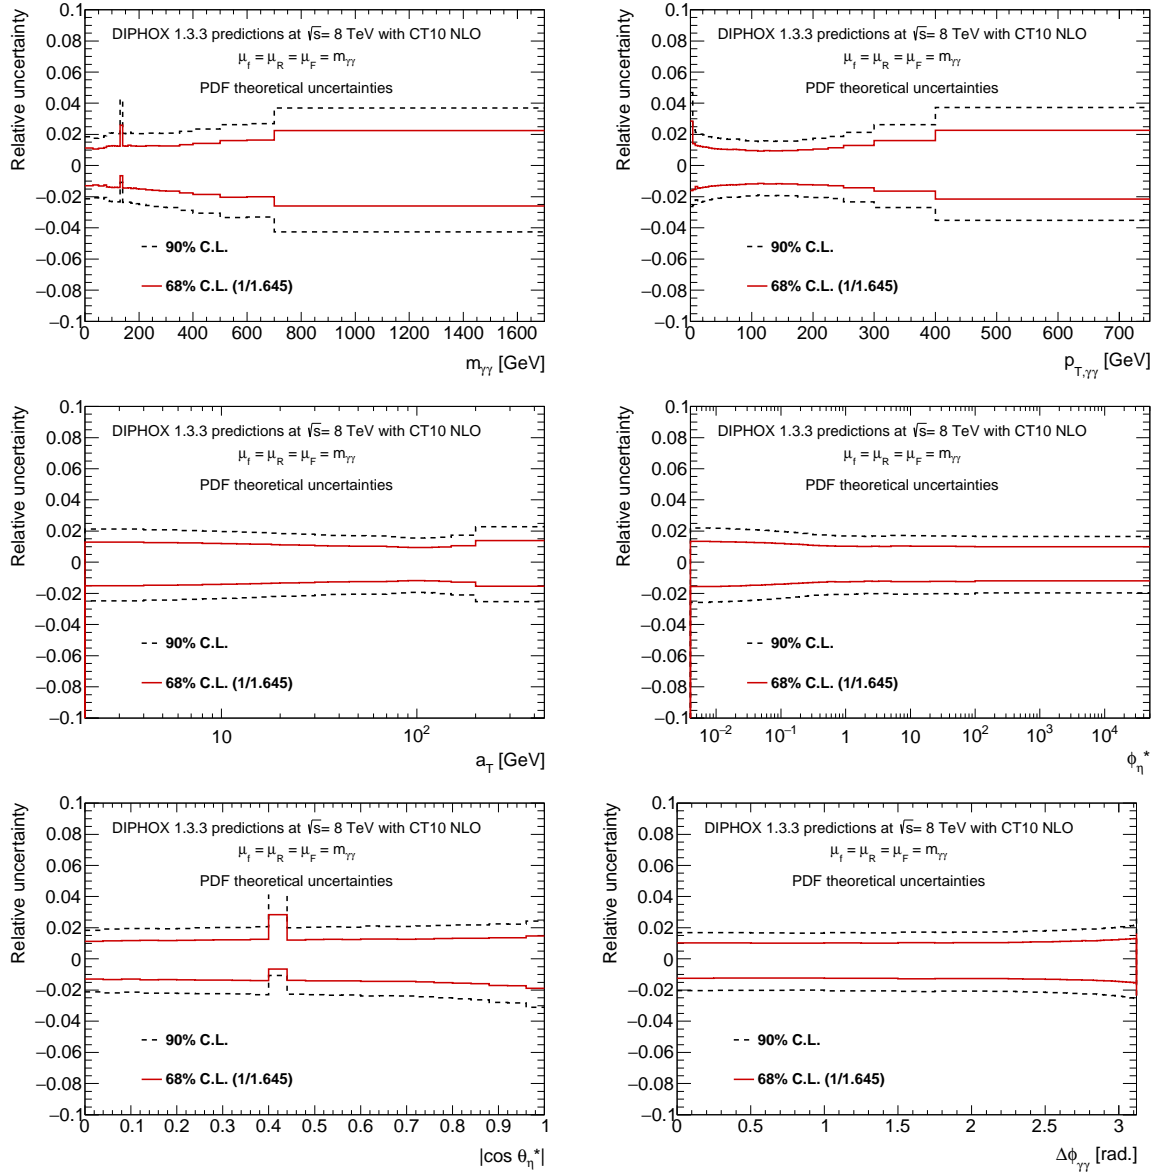 Relative uncertainty
0.1
0.08
0.06
0.04
0.02
0
−0.02
−0.04
−0.06
−0.08
−0.1
DIPHOX 1.3.3 predictions at √s= 8 TeV with CT10 NLO
μf = μR = μF = mγγ
PDF theoretical uncertainties
90% C.L.
68% C.L. (1/1.645)
0 200 400 600 800 1000 1200 1400 1600
mγγ [GeV]
Relative uncertainty
0.1
0.08
0.06
0.04
0.02
0
−0.02
−0.04
−0.06
−0.08
−0.1
DIPHOX 1.3.3 predictions at √s= 8 TeV with CT10 NLO
μf = μR = μF = mγγ
PDF theoretical uncertainties
90% C.L.
68% C.L. (1/1.645)
0 100 200 300 400 500 600 700
pT,γγ [GeV]
Relative uncertainty
0.1
0.08
0.06
0.04
0.02
0
−0.02
−0.04
−0.06
−0.08
−0.1
DIPHOX 1.3.3 predictions at √s= 8 TeV with CT10 NLO
μf = μR = μF = mγγ
PDF theoretical uncertainties
90% C.L.
68% C.L. (1/1.645)
10 10²
aT [GeV]
Relative uncertainty
0.1
0.08
0.06
0.04
0.02
0
−0.02
−0.04
−0.06
−0.08
−0.1
DIPHOX 1.3.3 predictions at √s= 8 TeV with CT10 NLO
μf = μR = μF = mγγ
PDF theoretical uncertainties
90% C.L.
68% C.L. (1/1.645)
10⁻² 10⁻¹ 1 10 10² 10³ 10⁴
ϕη*
Relative uncertainty
0.1
0.08
0.06
0.04
0.02
0
−0.02
−0.04
−0.06
−0.08
−0.1
DIPHOX 1.3.3 predictions at √s= 8 TeV with CT10 NLO
μf = μR = μF = mγγ
PDF theoretical uncertainties
90% C.L.
68% C.L. (1/1.645)
0 0.1 0.2 0.3 0.4 0.5 0.6 0.7 0.8 0.9 1
|cos θη*|
Relative uncertainty
0.1
0.08
0.06
0.04
0.02
0
−0.02
−0.04
−0.06
−0.08
−0.1
DIPHOX 1.3.3 predictions at √s= 8 TeV with CT10 NLO
μf = μR = μF = mγγ
PDF theoretical uncertainties
90% C.L.
68% C.L. (1/1.645)
0 0.5 1 1.5 2 2.5 3
Δϕγγ [rad.]